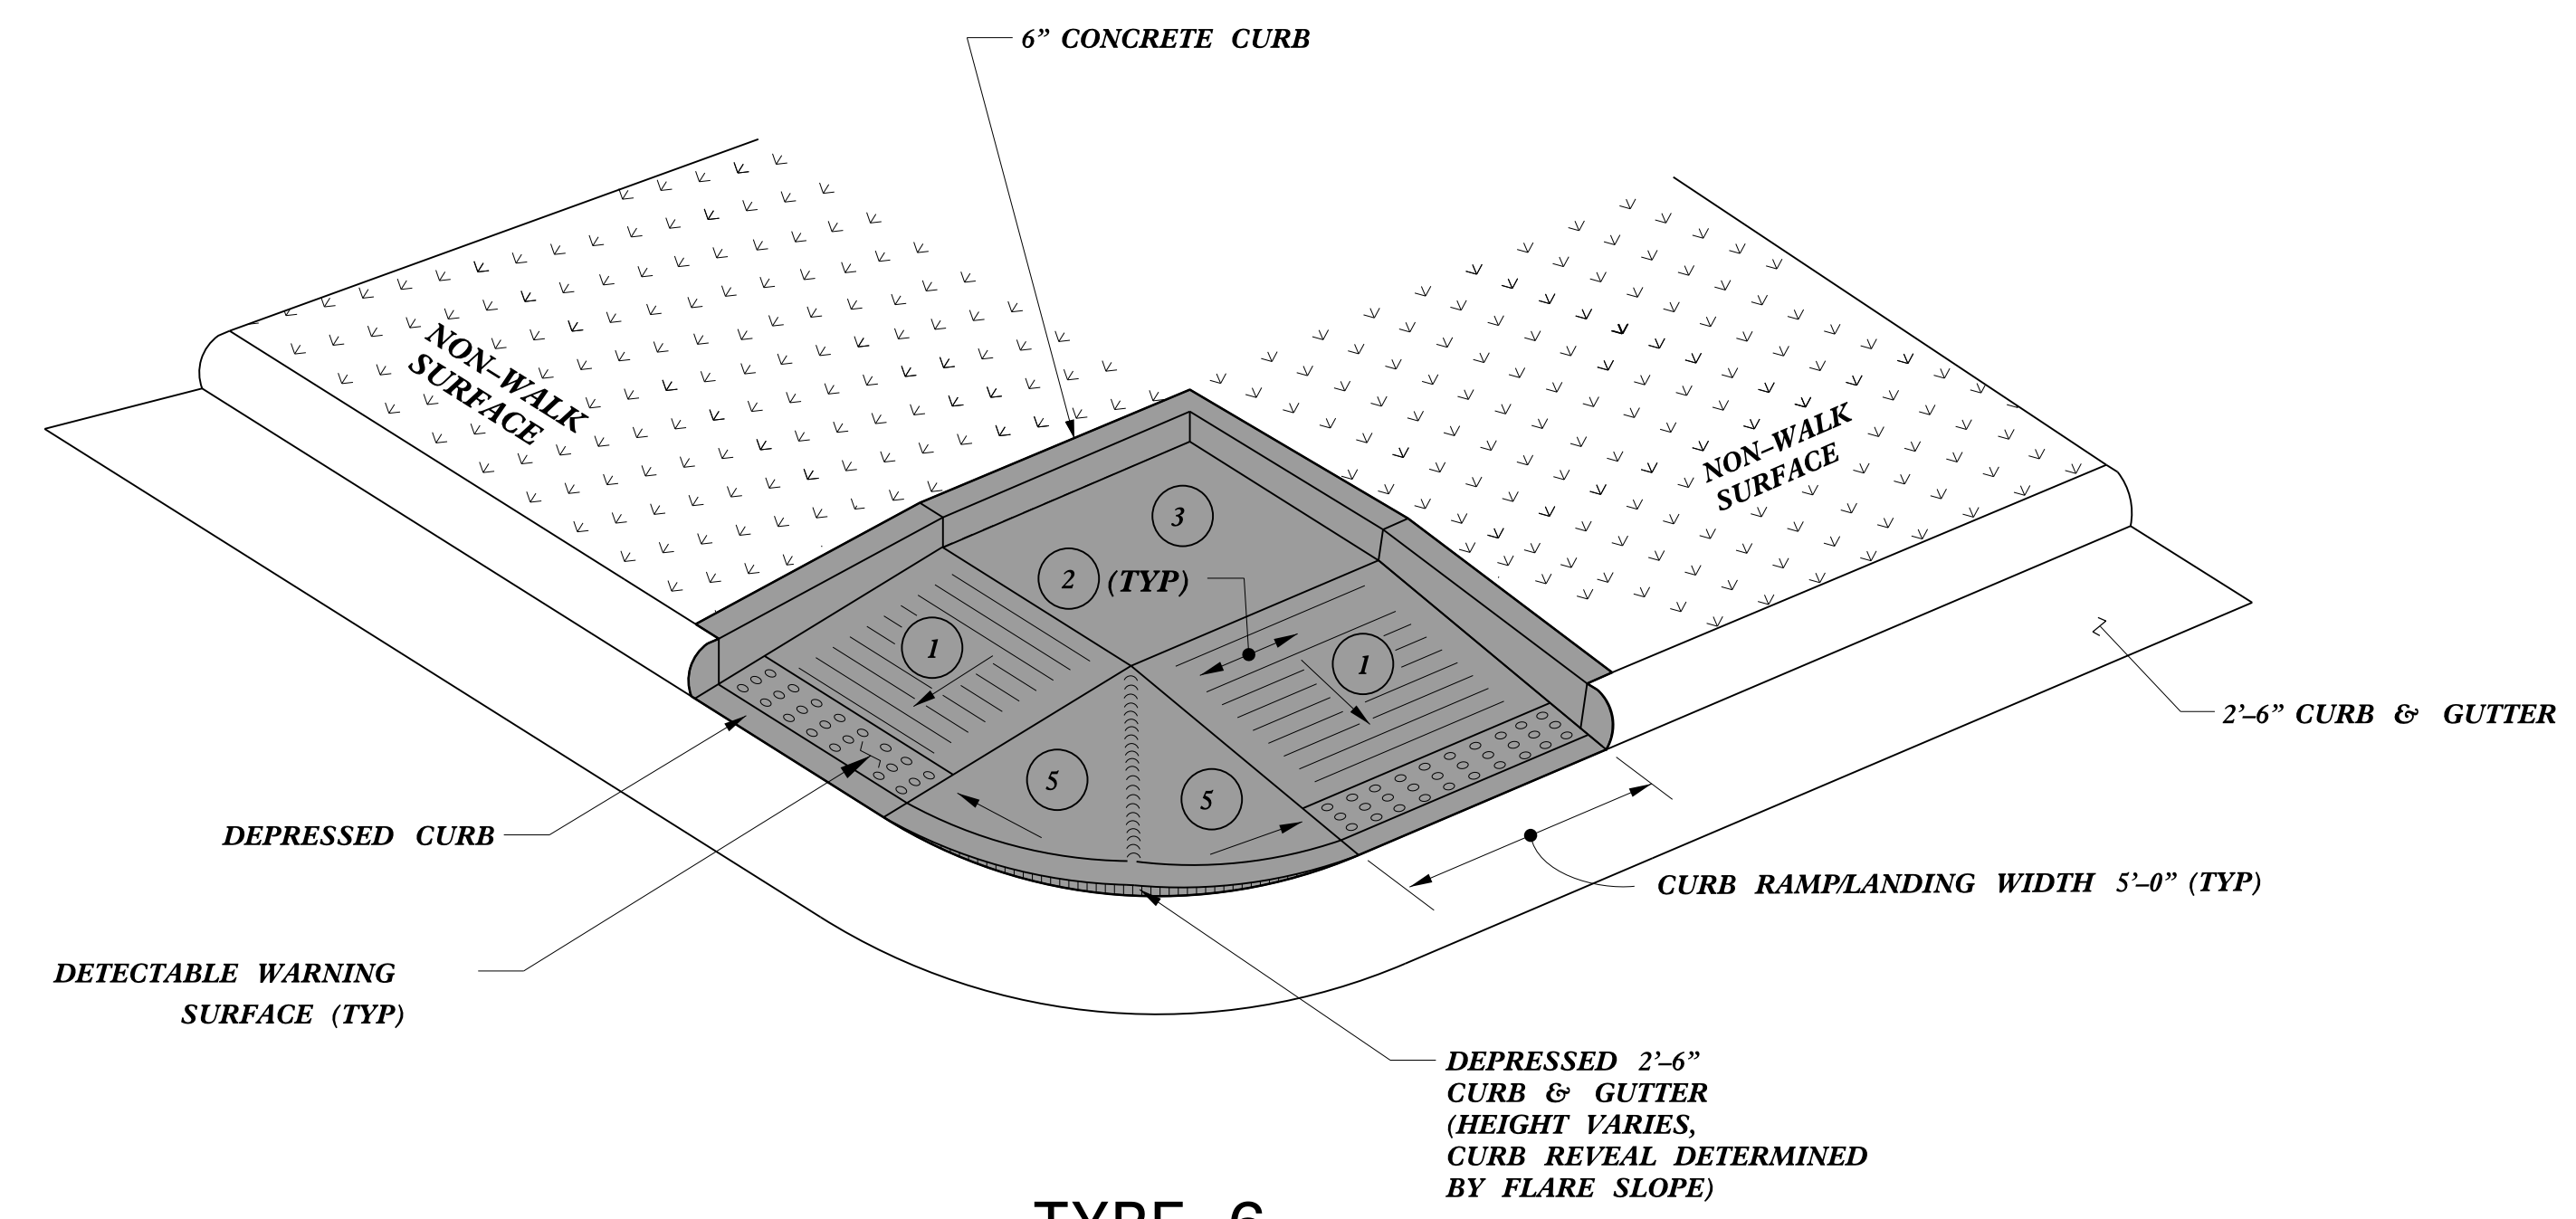 6” CONCRETE CURB
NON–WALK
SURFACE
NON–WALK
SURFACE
3
2 (TYP)
1
1
5
5
2’–6” CURB & GUTTER
DEPRESSED CURB
CURB RAMP/LANDING WIDTH 5’–0” (TYP)
DETECTABLE WARNING
SURFACE (TYP)
DEPRESSED 2’–6”
CURB & GUTTER
(HEIGHT VARIES,
CURB REVEAL DETERMINED
BY FLARE SLOPE)
TYPE 6